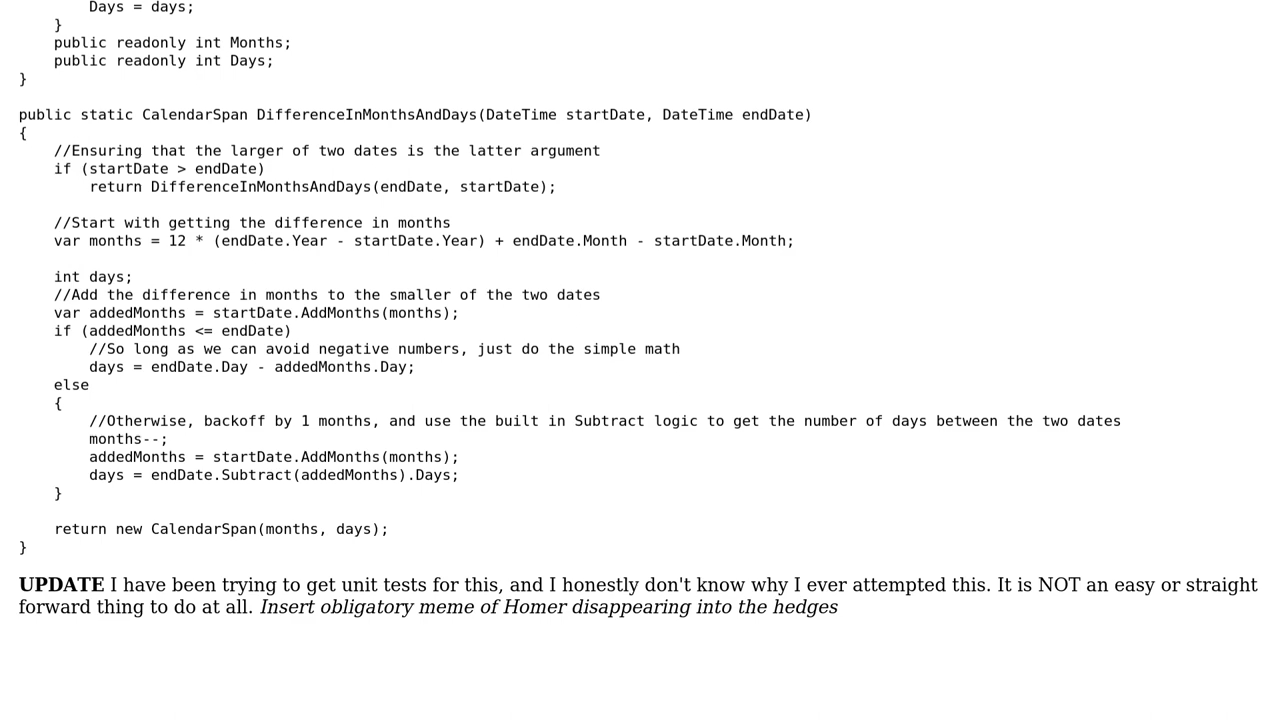 Days = days;
    }
    public readonly int Months;
    public readonly int Days;
}

public static CalendarSpan DifferenceInMonthsAndDays(DateTime startDate, DateTime endDate)
{
    //Ensuring that the larger of two dates is the latter argument
    if (startDate > endDate)
        return DifferenceInMonthsAndDays(endDate, startDate);

    //Start with getting the difference in months
    var months = 12 * (endDate.Year - startDate.Year) + endDate.Month - startDate.Month;

    int days;
    //Add the difference in months to the smaller of the two dates
    var addedMonths = startDate.AddMonths(months);
    if (addedMonths <= endDate)
        //So long as we can avoid negative numbers, just do the simple math
        days = endDate.Day - addedMonths.Day;
    else
    {
        //Otherwise, backoff by 1 months, and use the built in Subtract logic to get the number of days between the two dates
        months--;
        addedMonths = startDate.AddMonths(months);
        days = endDate.Subtract(addedMonths).Days;
    }

    return new CalendarSpan(months, days);
}
UPDATE I have been trying to get unit tests for this, and I honestly don't know why I ever attempted this. It is NOT an easy or straight
forward thing to do at all. Insert obligatory meme of Homer disappearing into the hedges